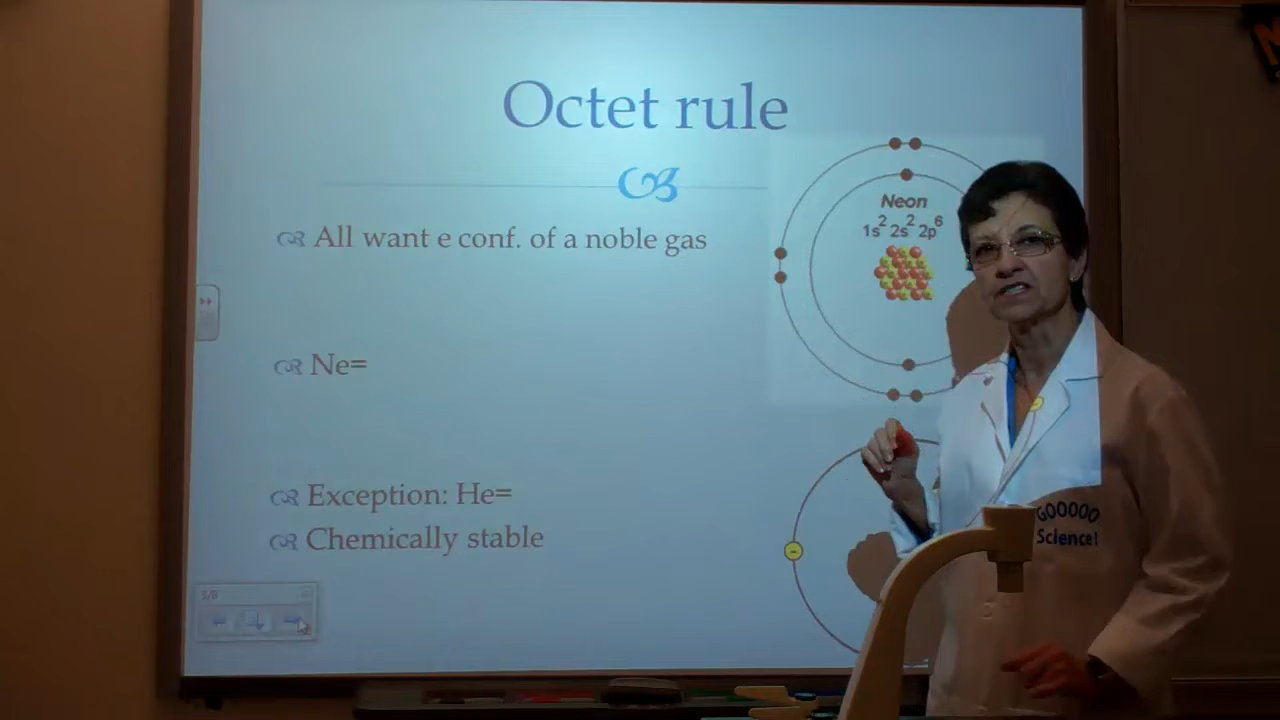 Octet rule
All want e conf. of a noble gas
Ne=
Exception: He=
Chemically stable
Neon
1s² 2s² 2p⁶
GOOOOO
Science!